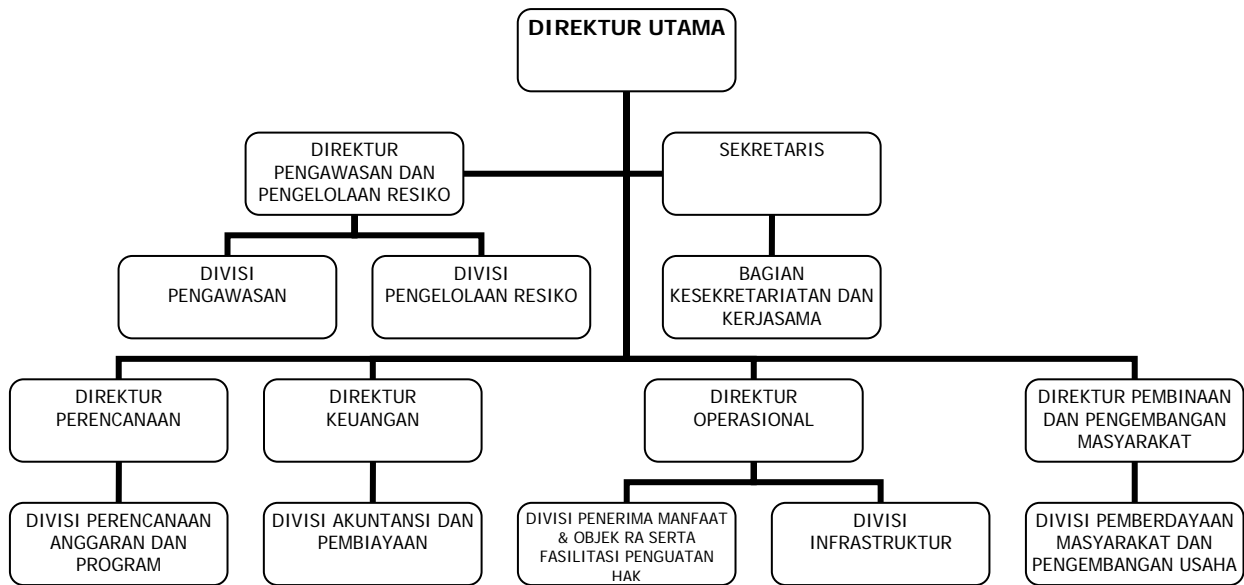 DIREKTUR UTAMA
DIREKTUR
PENGAWASAN DAN
PENGELOLAAN RESIKO
SEKRETARIS
DIVISI
PENGAWASAN
DIVISI
PENGELOLAAN RESIKO
BAGIAN
KESEKRETARIATAN DAN
KERJASAMA
DIREKTUR
PERENCANAAN
DIREKTUR
KEUANGAN
DIREKTUR
OPERASIONAL
DIREKTUR PEMBINAAN
DAN PENGEMBANGAN
MASYARAKAT
DIVISI PERENCANAAN
ANGGARAN DAN
PROGRAM
DIVISI AKUNTANSI DAN
PEMBIAYAAN
DIVISI PENERIMA MANFAAT
& OBJEK RA SERTA
FASILITASI PENGUATAN
HAK
DIVISI
INFRASTRUKTUR
DIVISI PEMBERDAYAAN
MASYARAKAT DAN
PENGEMBANGAN USAHA